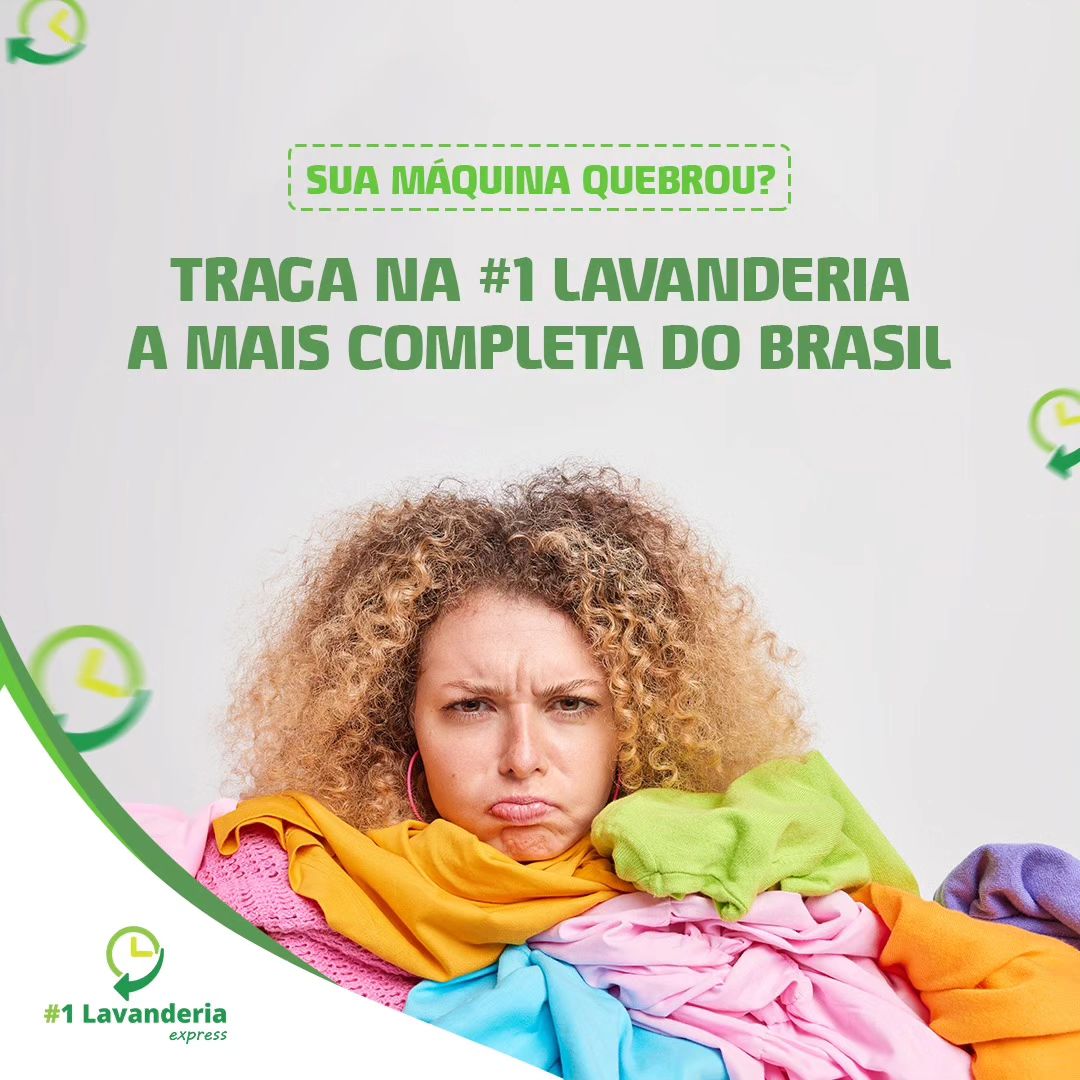 SUA MÁQUINA QUEBROU?
TRAGA NA #1 LAVANDERIA
A MAIS COMPLETA DO BRASIL
#1 Lavanderia
express